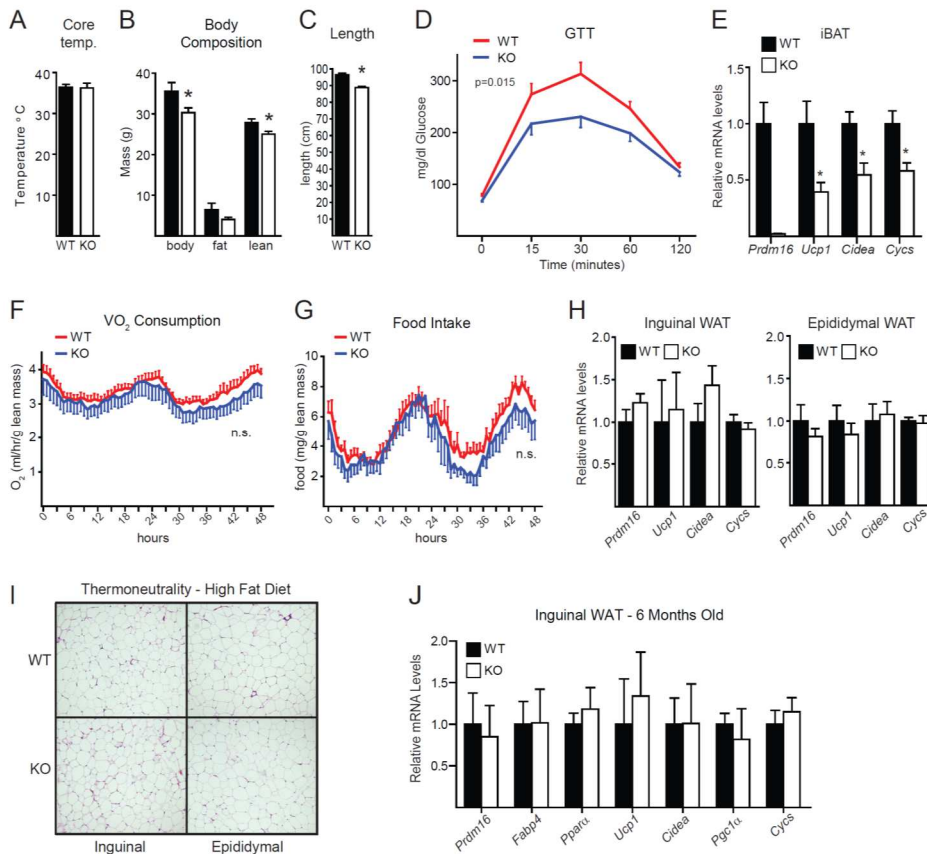 A
Core
temp.
Temperature ° C
40
30
20
10
WT KO
B
Body
Composition
Mass (g)
40
30
20
10
*
*
body fat lean
C
Length
length (cm)
100
90
80
70
60
50
40
30
20
10
*
WT KO
D
GTT
WT
KO
p=0.015
mg/dl Glucose
300
200
100
0 15 30 60 120
Time (minutes)
E
iBAT
WT
KO
Relative mRNA levels
1.0
0.5
*
*
*
Prdm16 Ucp1 Cidea Cycs
F
VO2 Consumption
WT
KO
O2 (ml/hr/g lean mass)
4
3
2
1
n.s.
0 6 12 18 24 30 36 42 48
hours
G
Food Intake
WT
KO
food (mg/g lean mass)
10
8
6
4
2
n.s.
0 6 12 18 24 30 36 42 48
hours
H
Inguinal WAT
WT KO
Relative mRNA levels
2.0
1.5
1.0
0.5
Prdm16 Ucp1 Cidea Cycs
Epididymal WAT
WT KO
2.0
1.5
1.0
0.5
Prdm16 Ucp1 Cidea Cycs
I
Thermoneutrality - High Fat Diet
WT
KO
Inguinal Epididymal
J
Inguinal WAT - 6 Months Old
WT
KO
Relative mRNA Levels
2.0
1.5
1.0
0.5
Prdm16 Fabp4 Pparα Ucp1 Cidea Pgc1α Cycs